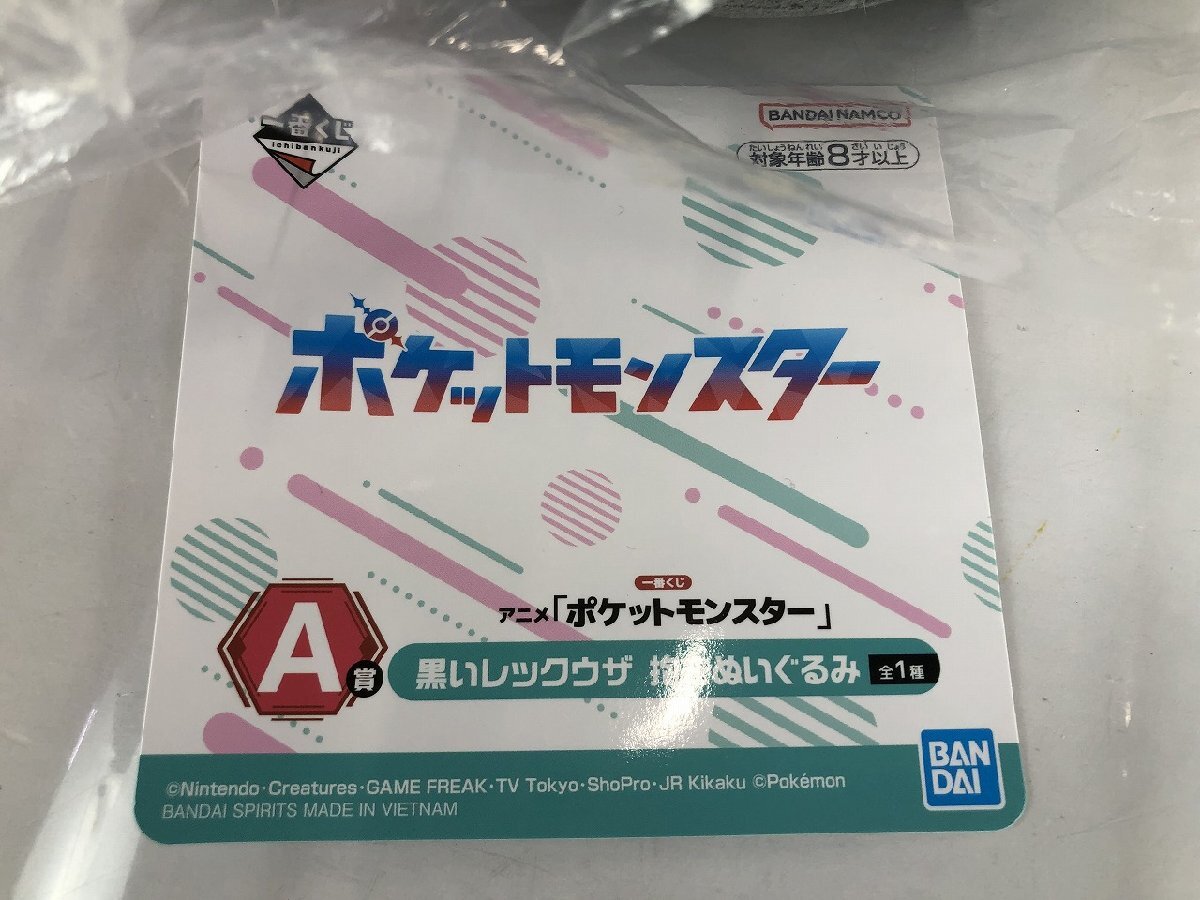 一番くじ
ichibankuji
BANDAI NAMCO
たいしょうねんれい さい いじょう
対象年齢8才以上
ポケットモンスター
一番くじ
アニメ「ポケットモンスター」
A賞
黒いレックウザ ぬいぐるみ 全1種
BANDAI
©Nintendo・Creatures・GAME FREAK・TV Tokyo・ShoPro・JR Kikaku ©Pokémon
BANDAI SPIRITS MADE IN VIETNAM